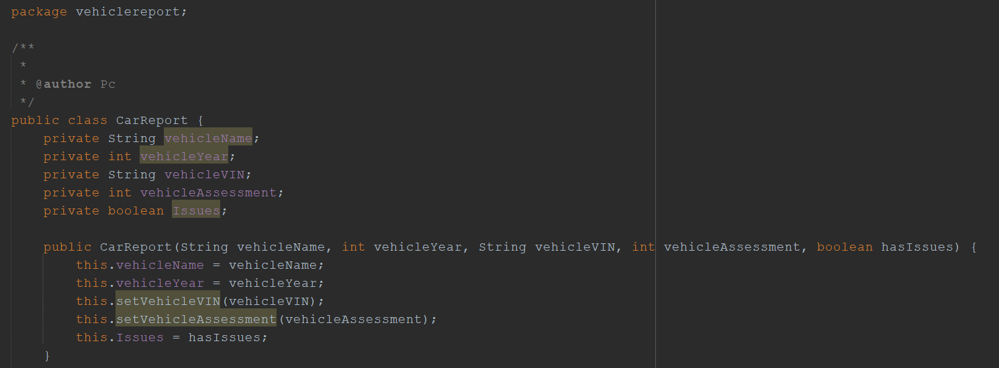 package vehiclereport;
/**
 *
 * @author Pc
 */
public class CarReport {
    private String vehicleName;
    private int vehicleYear;
    private String vehicleVIN;
    private int vehicleAssessment;
    private boolean Issues;
    public CarReport(String vehicleName, int vehicleYear, String vehicleVIN, int vehicleAssessment, boolean hasIssues) {
        this.vehicleName = vehicleName;
        this.vehicleYear = vehicleYear;
        this.setVehicleVIN(vehicleVIN);
        this.setVehicleAssessment(vehicleAssessment);
        this.Issues = hasIssues;
    }